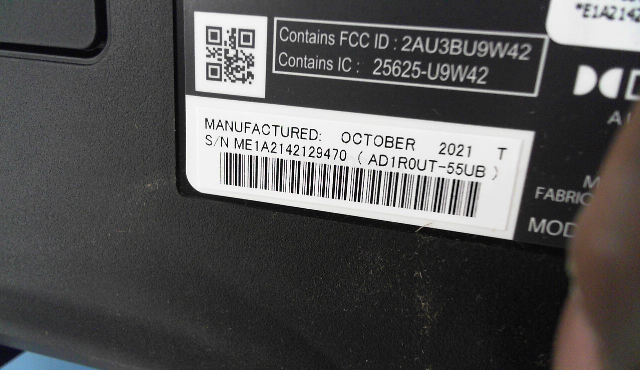 *E1A2142
Contains FCC ID : 2AU3BU9W42
Contains IC : 25625-U9W42
MANUFACTURED: OCTOBER 2021 T
S/N ME1A2142129470 ( AD1R0UT-55UB )